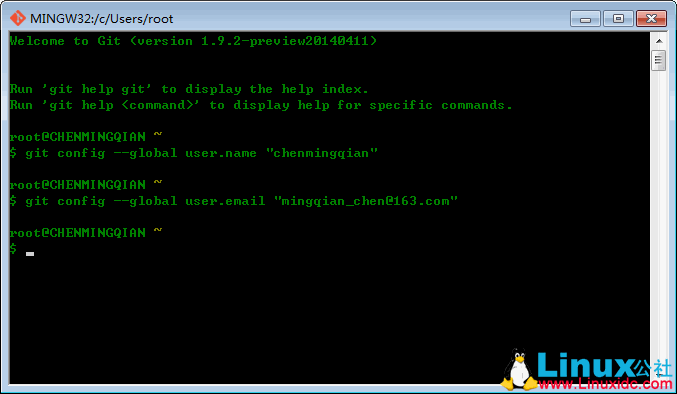 MINGW32:/c/Users/root
Welcome to Git (version 1.9.2-preview20140411)
Run 'git help git' to display the help index.
Run 'git help <command>' to display help for specific commands.
root@CHENMINGQIAN ~
$ git config --global user.name "chenmingqian"
root@CHENMINGQIAN ~
$ git config --global user.email "mingqian_chen@163.com"
root@CHENMINGQIAN ~
$
Linux公社
www.Linuxidc.com